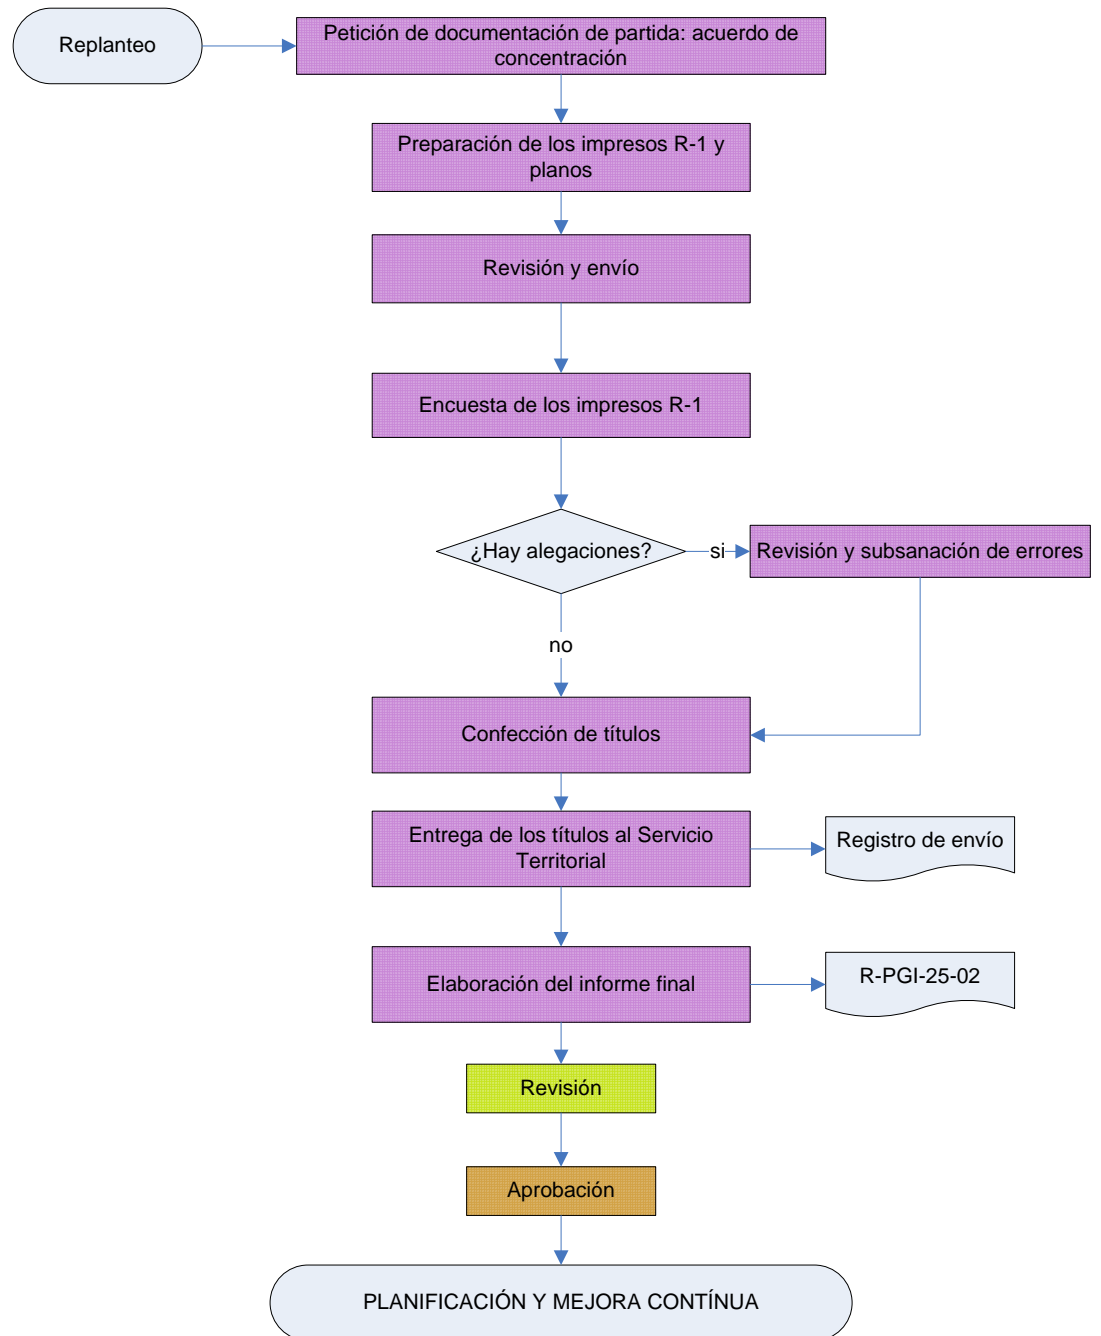 Replanteo
Petición de documentación de partida: acuerdo de
concentración
Preparación de los impresos R-1 y
planos
Revisión y envío
Encuesta de los impresos R-1
¿Hay alegaciones?
si
Revisión y subsanación de errores
no
Confección de títulos
Entrega de los títulos al Servicio
Territorial
Registro de envío
Elaboración del informe final
R-PGI-25-02
Revisión
Aprobación
PLANIFICACIÓN Y MEJORA CONTÍNUA